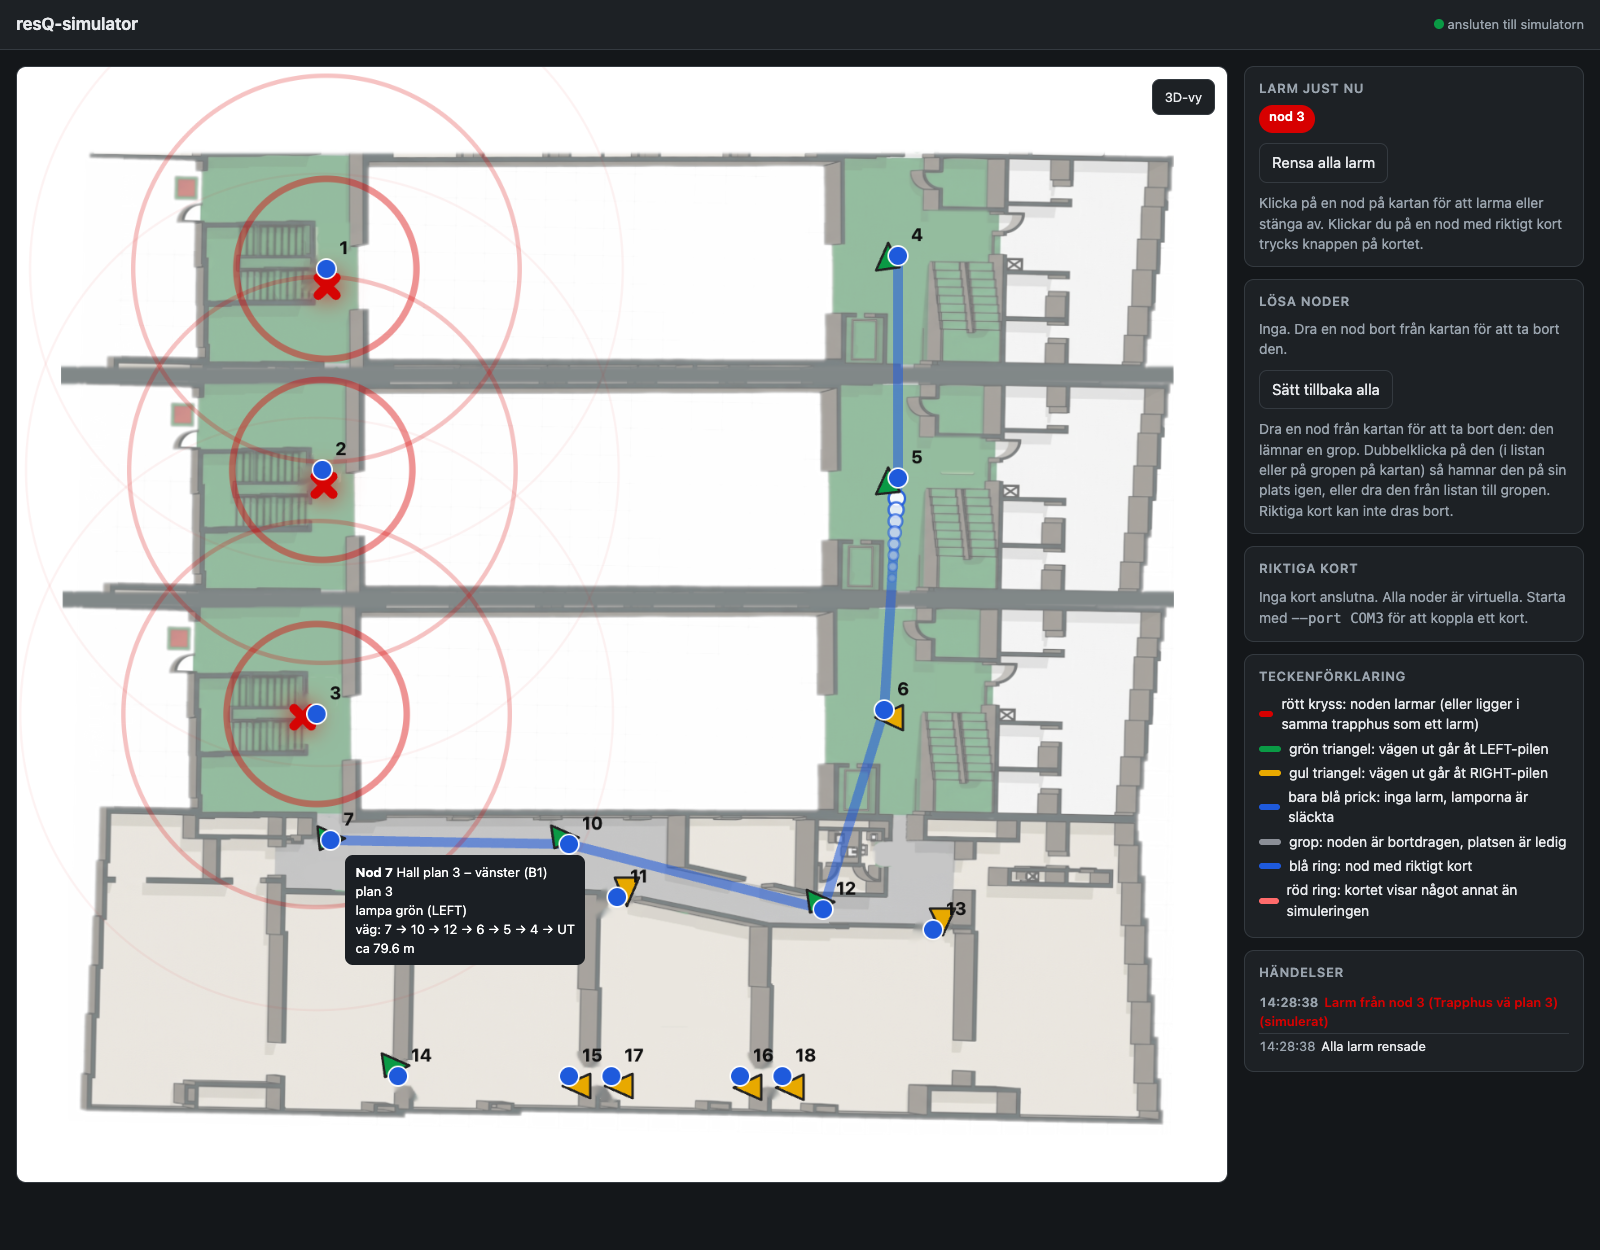 resQ-simulator
ansluten till simulatorn
3D-vy
1
2
3
4
5
6
7
10
11
12
13
14
15
17
16
18
Nod 7 Hall plan 3 – vänster (B1)
plan 3
lampa grön (LEFT)
väg: 7 → 10 → 12 → 6 → 5 → 4 → UT
ca 79.6 m
LARM JUST NU
nod 3
Rensa alla larm
Klicka på en nod på kartan för att larma eller
stänga av. Klickar du på en nod med riktigt kort
trycks knappen på kortet.
LÖSA NODER
Inga. Dra en nod bort från kartan för att ta bort
den.
Sätt tillbaka alla
Dra en nod från kartan för att ta bort den: den
lämnar en grop. Dubbelklicka på den (i listan
eller på gropen på kartan) så hamnar den på sin
plats igen, eller dra den från listan till gropen.
Riktiga kort kan inte dras bort.
RIKTIGA KORT
Inga kort anslutna. Alla noder är virtuella. Starta
med --port COM3 för att koppla ett kort.
TECKENFÖRKLARING
rött kryss: noden larmar (eller ligger i
samma trapphus som ett larm)
grön triangel: vägen ut går åt LEFT-pilen
gul triangel: vägen ut går åt RIGHT-pilen
bara blå prick: inga larm, lamporna är
släckta
grop: noden är bortdragen, platsen är ledig
blå ring: nod med riktigt kort
röd ring: kortet visar något annat än
simuleringen
HÄNDELSER
14:28:38 Larm från nod 3 (Trapphus vä plan 3)
(simulerat)
14:28:38 Alla larm rensade